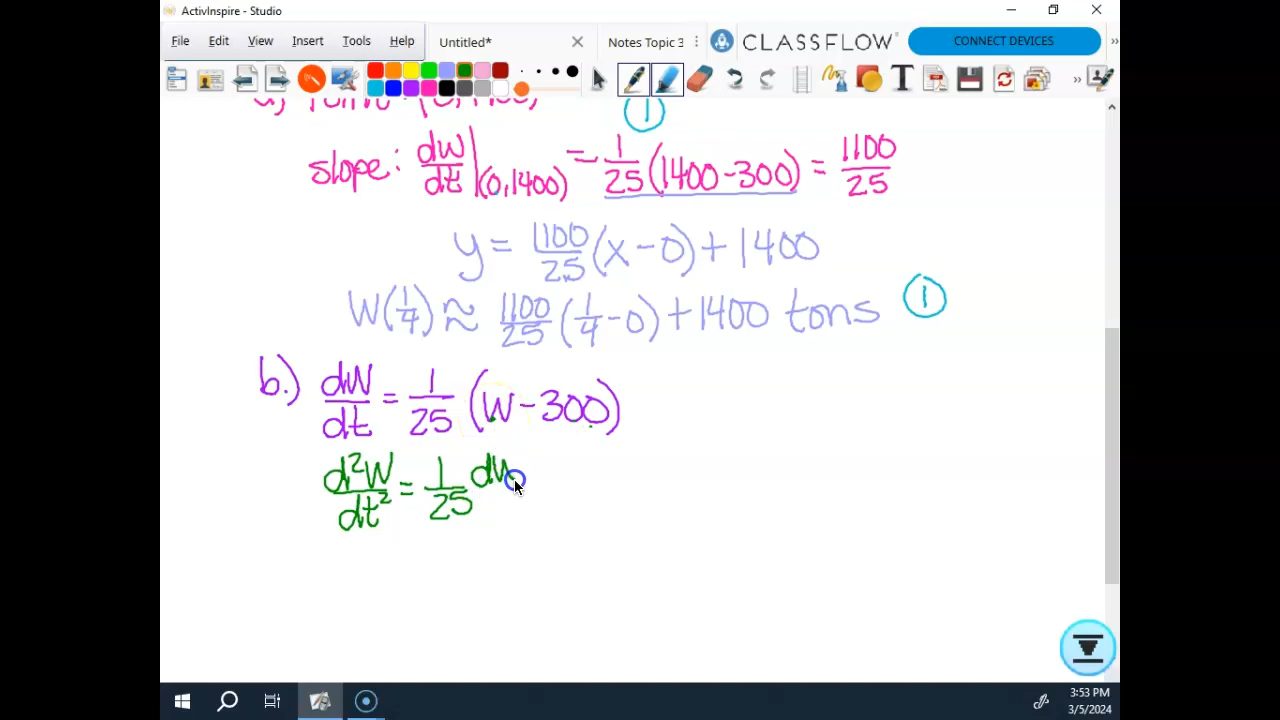 ActivInspire - Studio
File Edit View Insert Tools Help Untitled* Notes Topic 3 CLASSFLOW CONNECT DEVICES
①
slope: dW/dt|(0,1400) = 1/25(1400-300) = 1100/25
y = 1100/25(x-0)+1400
W(1/4) ≈ 1100/25(1/4-0)+1400 tons ①
b.) dW/dt = 1/25(W-300)
d²W/dt² = 1/25 dW
3:53 PM
3/5/2024